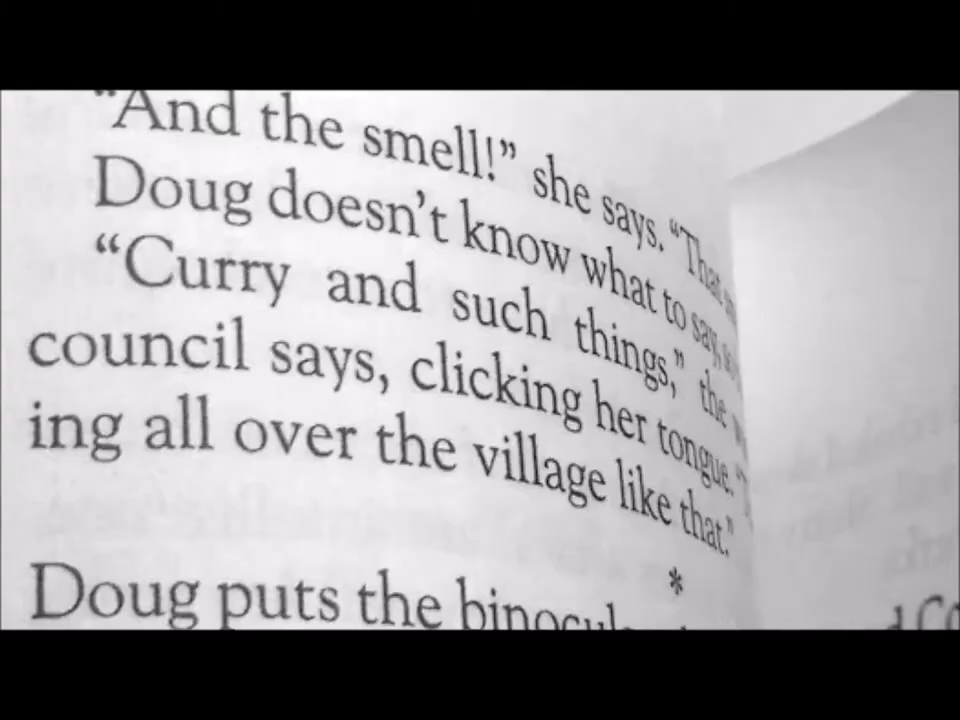 “And the smell!” she says. “That
Doug doesn’t know what to say,
“Curry and such things,” the
council says, clicking her tongue.
ing all over the village like that.”
*
Doug puts the